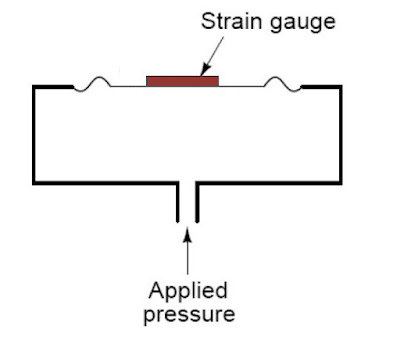 Strain gauge
Applied
pressure